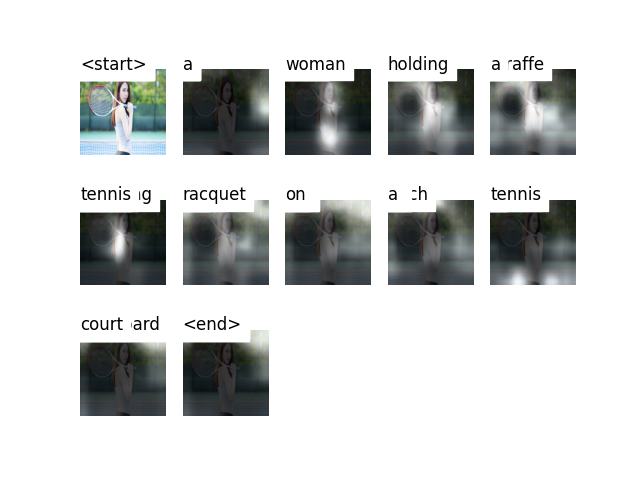 <start> a woman holding a raffe
tennis g racquet on a ch tennis
court ard <end>